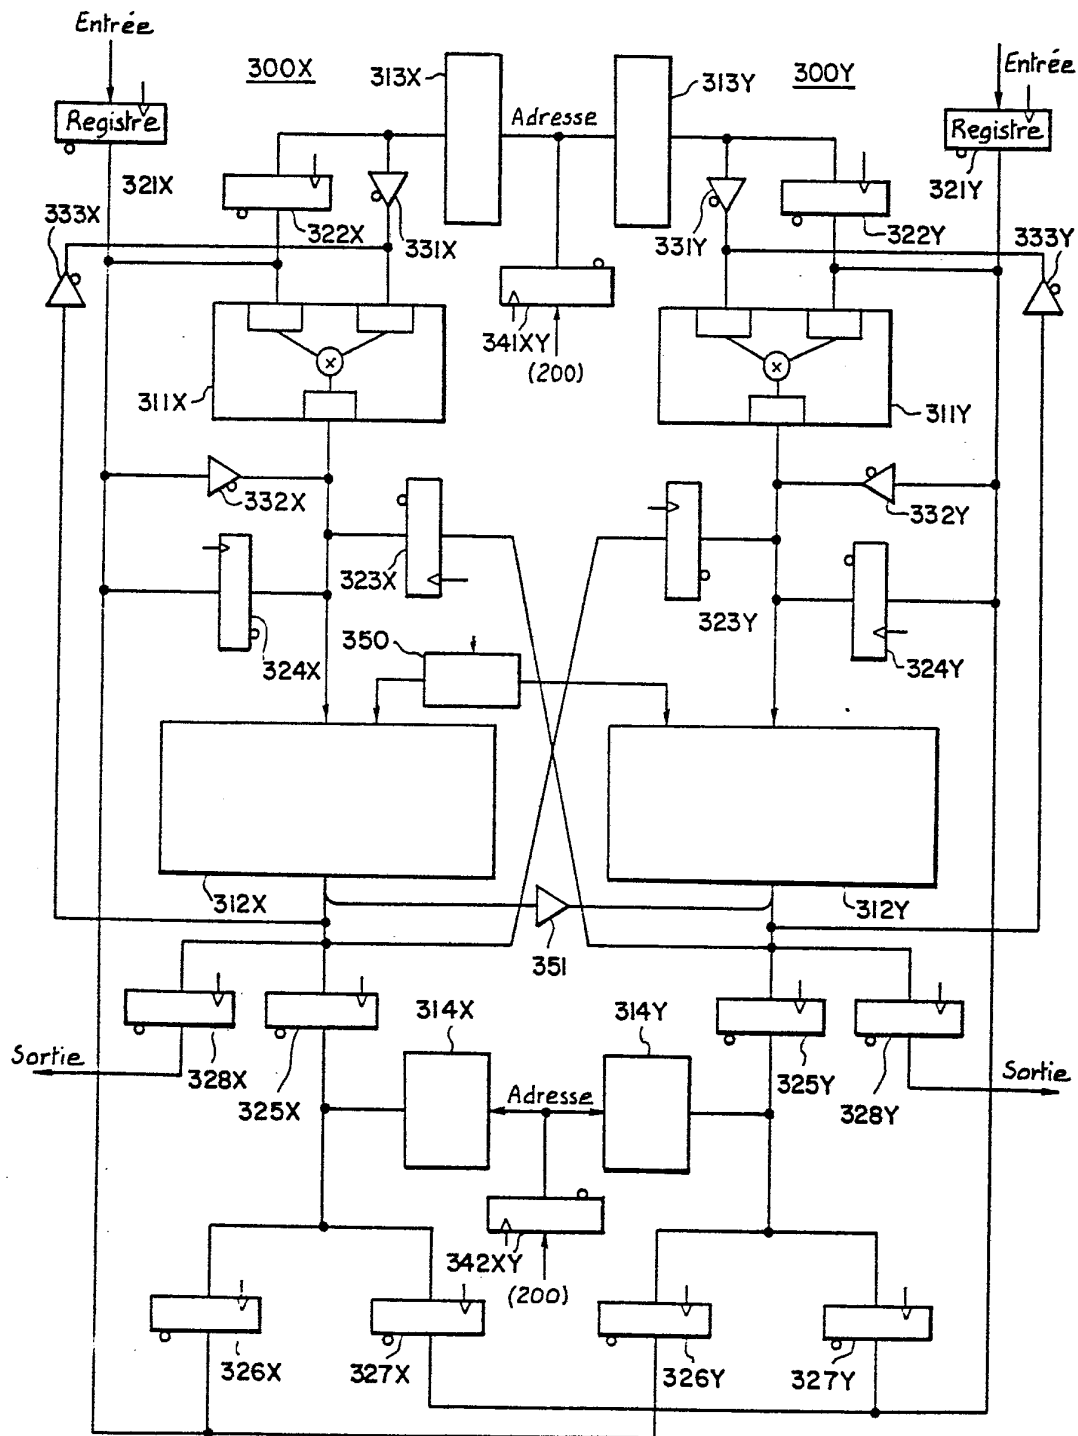 Entrée
300X
313X
313Y
300Y
Entrée
Registre
Adresse
Registre
321X
321Y
333X
322X
331X
331Y
322Y
333Y
341XY
(200)
x
x
311X
311Y
332X
332Y
323X
323Y
324X
350
324Y
312X
312Y
351
314X
314Y
Sortie
328X
325X
Adresse
325Y
328Y
Sortie
342XY
(200)
326X
327X
326Y
327Y